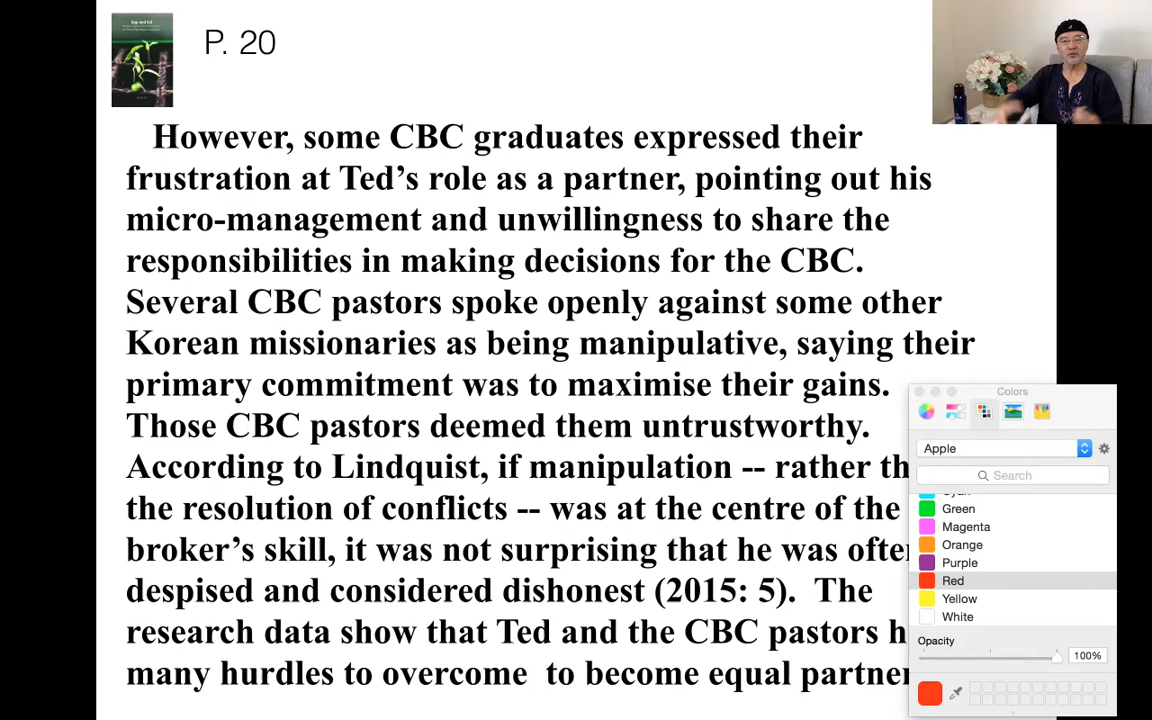 P. 20
However, some CBC graduates expressed their
frustration at Ted's role as a partner, pointing out his
micro-management and unwillingness to share the
responsibilities in making decisions for the CBC.
Several CBC pastors spoke openly against some other
Korean missionaries as being manipulative, saying their
primary commitment was to maximise their gains.
Those CBC pastors deemed them untrustworthy.
According to Lindquist, if manipulation -- rather th
the resolution of conflicts -- was at the centre of the
broker's skill, it was not surprising that he was ofte
despised and considered dishonest (2015: 5).  The
research data show that Ted and the CBC pastors h
many hurdles to overcome  to become equal partner
Colors
Apple
Search
Green
Magenta
Orange
Purple
Red
Yellow
White
Opacity
100%